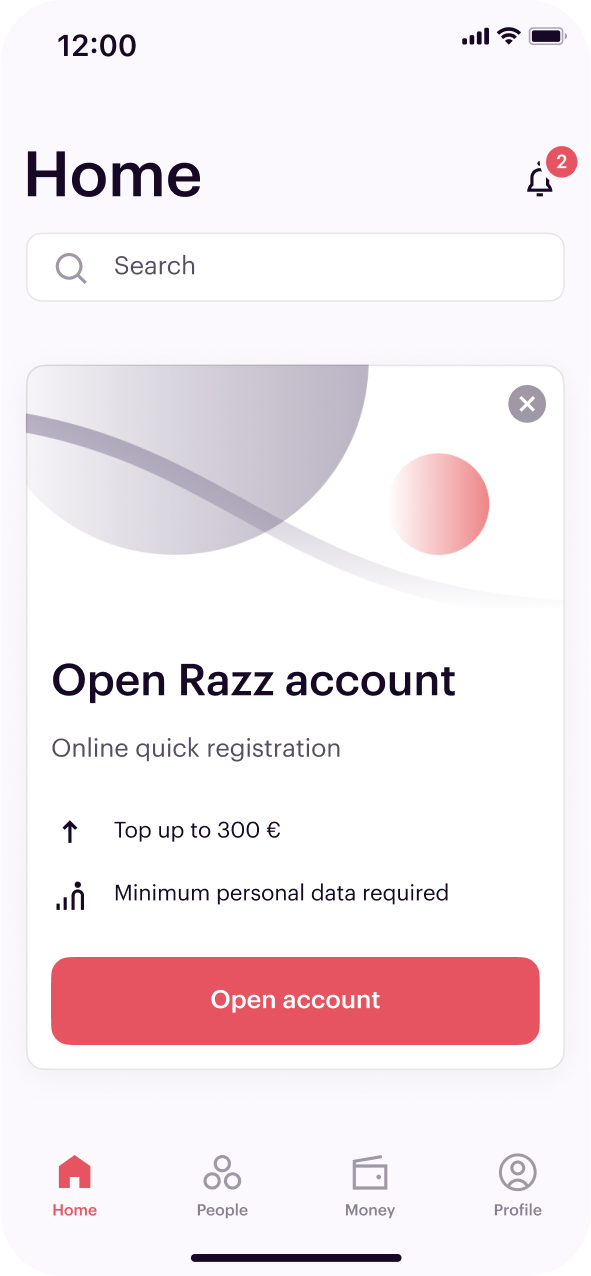 12:00
Home
2
Search
Open Razz account
Online quick registration
Top up to 300 €
Minimum personal data required
Open account
Home
People
Money
Profile